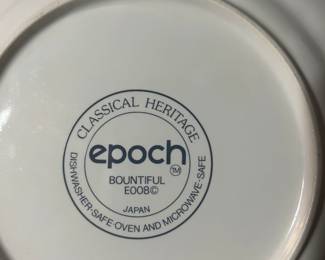 CLASSICAL HERITAGE
epoch TM
BOUNTIFUL
E008©
JAPAN
DISHWASHER-SAFE·OVEN AND MICROWAVE-SAFE